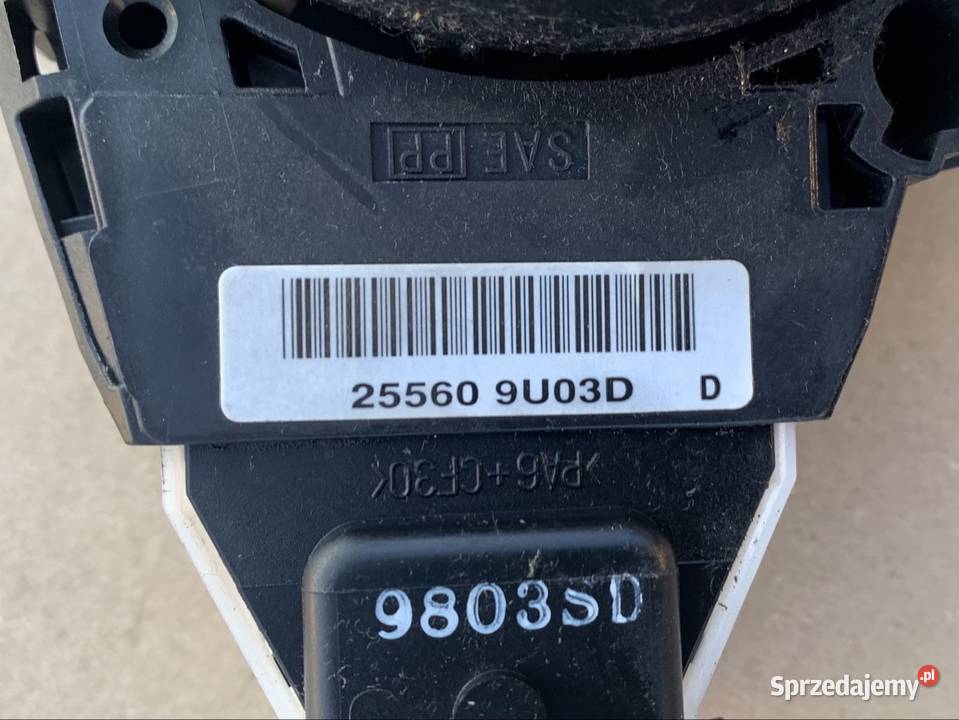 SAE PP
25560 9U03D D
>PA6+GF30<
9803SD
Sprzedajemy.pl